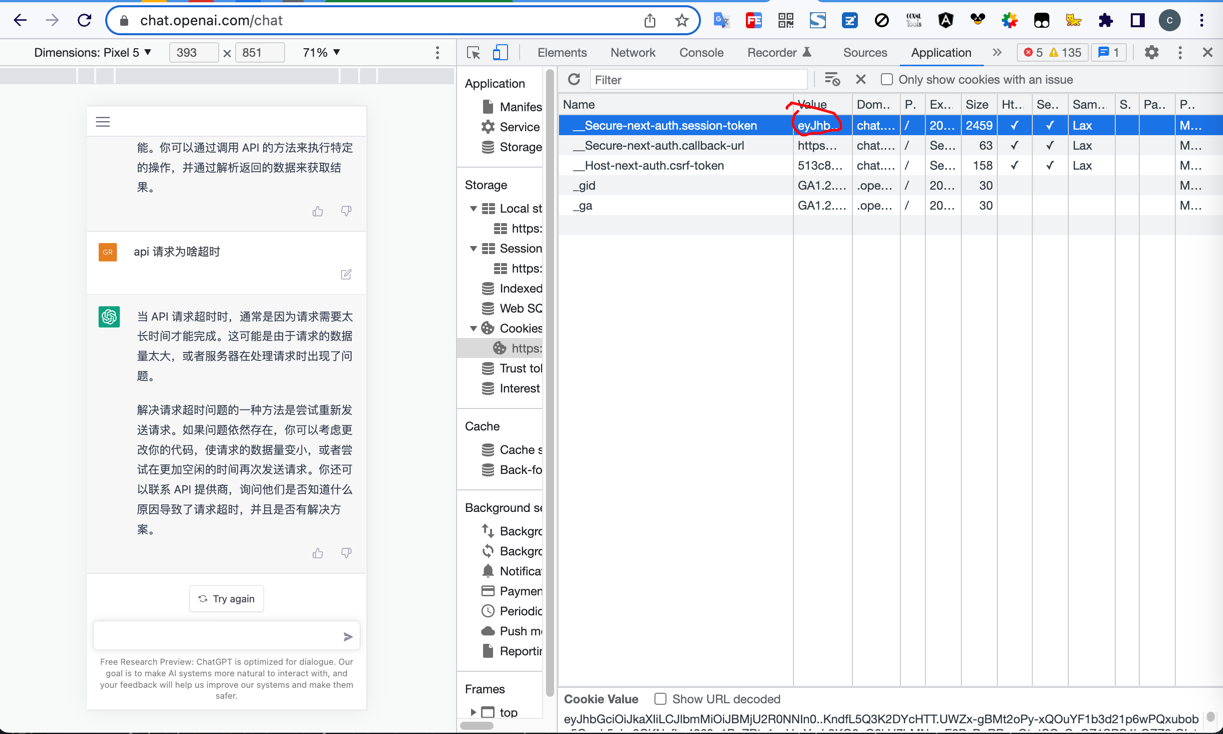 chat.openai.com/chat
Dimensions: Pixel 5 ▼ 393 × 851 71% ▼
Elements Network Console Recorder Sources Application » 5 135 1
能。你可以通过调用 API 的方法来执行特定
的操作，并通过解析返回的数据来获取结
果。
GR api 请求为啥超时
当 API 请求超时时，通常是因为请求需要太
长时间才能完成。这可能是由于请求的数据
量太大，或者服务器在处理请求时出现了问
题。
解决请求超时问题的一种方法是尝试重新发
送请求。如果问题依然存在，你可以考虑更
改你的代码，使请求的数据量变小，或者尝
试在更加空闲的时间再次发送请求。你还可
以联系 API 提供商，询问他们是否知道什么
原因导致了请求超时，并且是否有解决方
案。
Try again
Free Research Preview: ChatGPT is optimized for dialogue. Our
goal is to make AI systems more natural to interact with, and
your feedback will help us improve our systems and make them
safer.
Application
Manifes
Service
Storage
Storage
Local st
https:
Session
https:
Indexed
Web SQ
Cookies
https:
Trust tol
Interest
Cache
Cache s
Back-fo
Background se
Backgro
Backgro
Notifica
Paymen
Periodic
Push me
Reportin
Frames
top
Filter Only show cookies with an issue
Name Value Dom... P. Ex... Size Ht... Se... Sam... S. Pa... P...
__Secure-next-auth.session-token eyJhb... chat.... / 20... 2459 ✓ ✓ Lax M...
__Secure-next-auth.callback-url https... chat.... / Se... 63 ✓ ✓ Lax M...
__Host-next-auth.csrf-token 513c8... chat.... / Se... 158 ✓ ✓ Lax M...
_gid GA1.2.... .ope... / 20... 30 M...
_ga GA1.2.... .ope... / 20... 30 M...
Cookie Value Show URL decoded